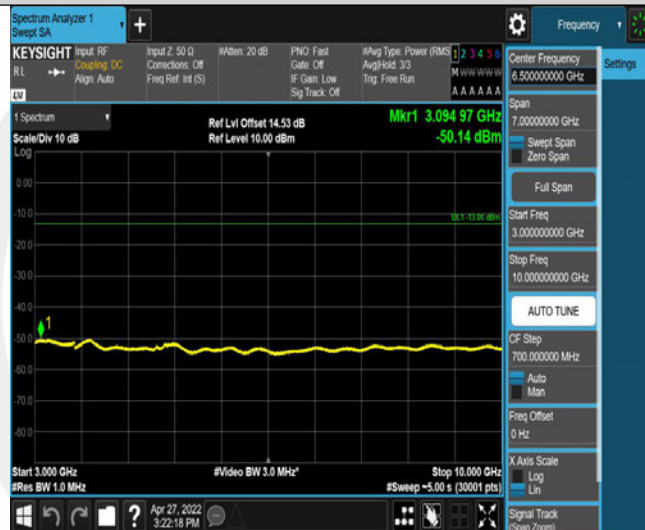 Spectrum Analyzer 1
Swept SA
+
Frequency
KEYSIGHT
RL
Input: RF
Coupling: DC
Align: Auto
Input Z: 50 Ω
Corrections: Off
Freq Ref: Int (S)
#Atten: 20 dB
PNO: Fast
Gate: Off
IF Gain: Low
Sig Track: Off
#Avg Type: Power (RMS
Avg|Hold: 3/3
Trig: Free Run
1 2 3 4 5 6
M W W W W W
A A A A A A
1 Spectrum
Scale/Div 10 dB
Log
Ref Lvl Offset 14.53 dB
Ref Level 10.00 dBm
Mkr1 3.094 97 GHz
-50.14 dBm
0.00
-10.0
DL1 -13.00 dBm
-20.0
-30.0
-40.0
1
-50.0
-60.0
-70.0
-80.0
Start 3.000 GHz
#Res BW 1.0 MHz
#Video BW 3.0 MHz*
Stop 10.000 GHz
#Sweep ~5.00 s (30001 pts)
?
Apr 27, 2022
3:22:18 PM
Center Frequency
6.500000000 GHz
Settings
Span
7.00000000 GHz
Swept Span
Zero Span
Full Span
Start Freq
3.000000000 GHz
Stop Freq
10.000000000 GHz
AUTO TUNE
CF Step
700.000000 MHz
Auto
Man
Freq Offset
0 Hz
X Axis Scale
Log
Lin
Signal Track
(Span Zoom)